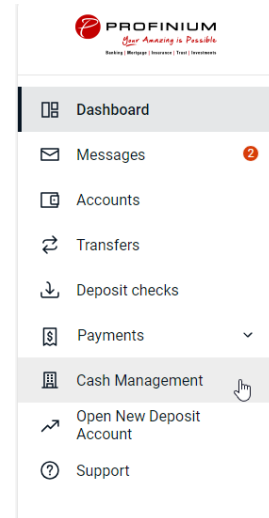 PROFINIUM
Your Amazing is Possible
Banking | Mortgage | Insurance | Trust | Investments
Dashboard
Messages
2
Accounts
Transfers
Deposit checks
Payments
Cash Management
Open New Deposit
Account
Support